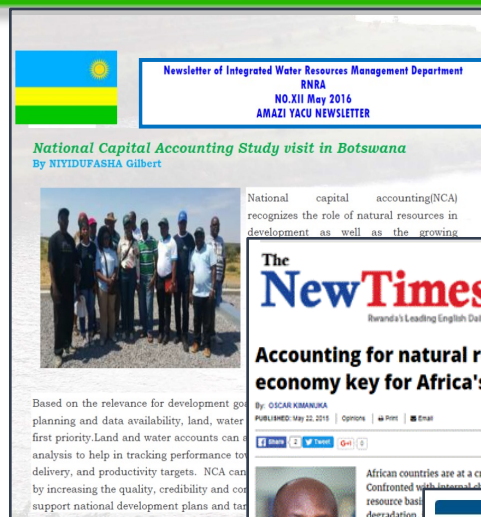 Newsletter of Integrated Water Resources Management Department
RNRA
NO.XII May 2016
AMAZI YACU NEWSLETTER
National Capital Accounting Study visit in Botswana
By NIYIDUFASHA Gilbert
National capital accounting(NCA)
recognizes the role of natural resources in
development as well as the growing
Based on the relevance for development goa
planning and data availability, land, water
first priority.Land and water accounts can a
analysis to help in tracking performance tow
delivery, and productivity targets. NCA can
by increasing the quality, credibility and con
support national development plans and tar
The
NewTimes
Rwanda's Leading English Dai
Accounting for natural r
economy key for Africa's
By: OSCAR KIMANUKA
PUBLISHED: May 22, 2015 | Opinions | Print | Email
Share 2 Tweet G+1 0
African countries are at a cr
Confronted with internal ch
resource basi
degradation